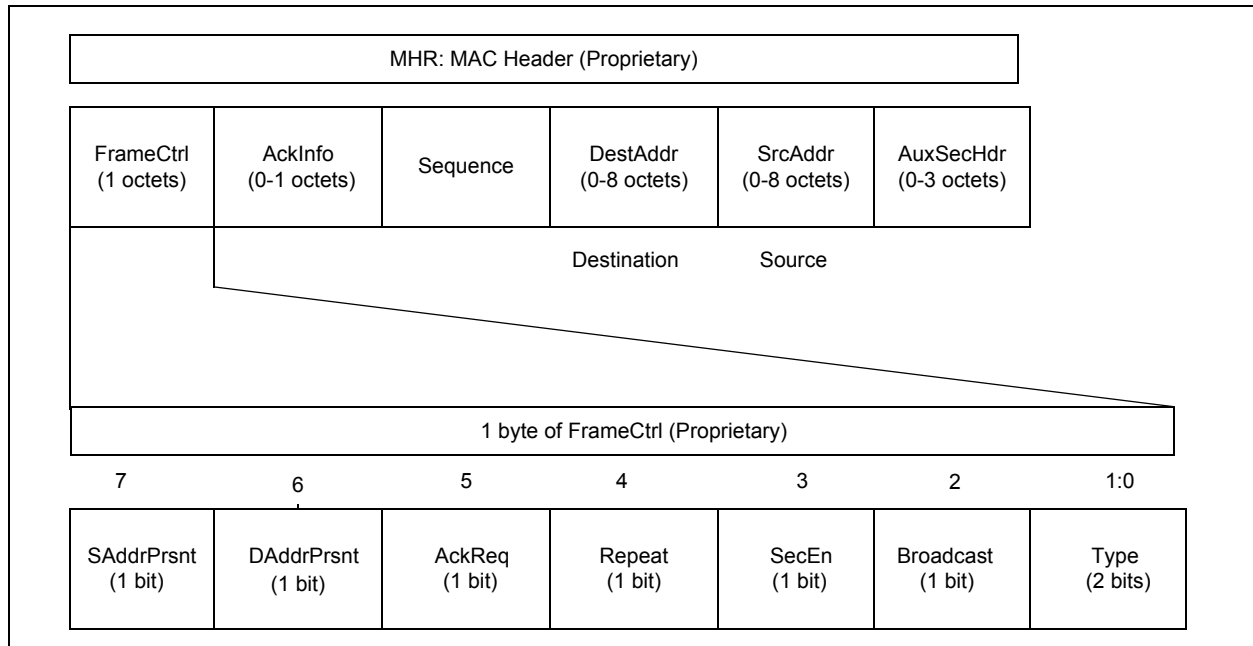 MHR: MAC Header (Proprietary)
FrameCtrl
(1 octets)
AckInfo
(0-1 octets)
Sequence
DestAddr
(0-8 octets)
SrcAddr
(0-8 octets)
AuxSecHdr
(0-3 octets)
Destination
Source
1 byte of FrameCtrl (Proprietary)
7
6
5
4
3
2
1:0
SAddrPrsnt
(1 bit)
DAddrPrsnt
(1 bit)
AckReq
(1 bit)
Repeat
(1 bit)
SecEn
(1 bit)
Broadcast
(1 bit)
Type
(2 bits)